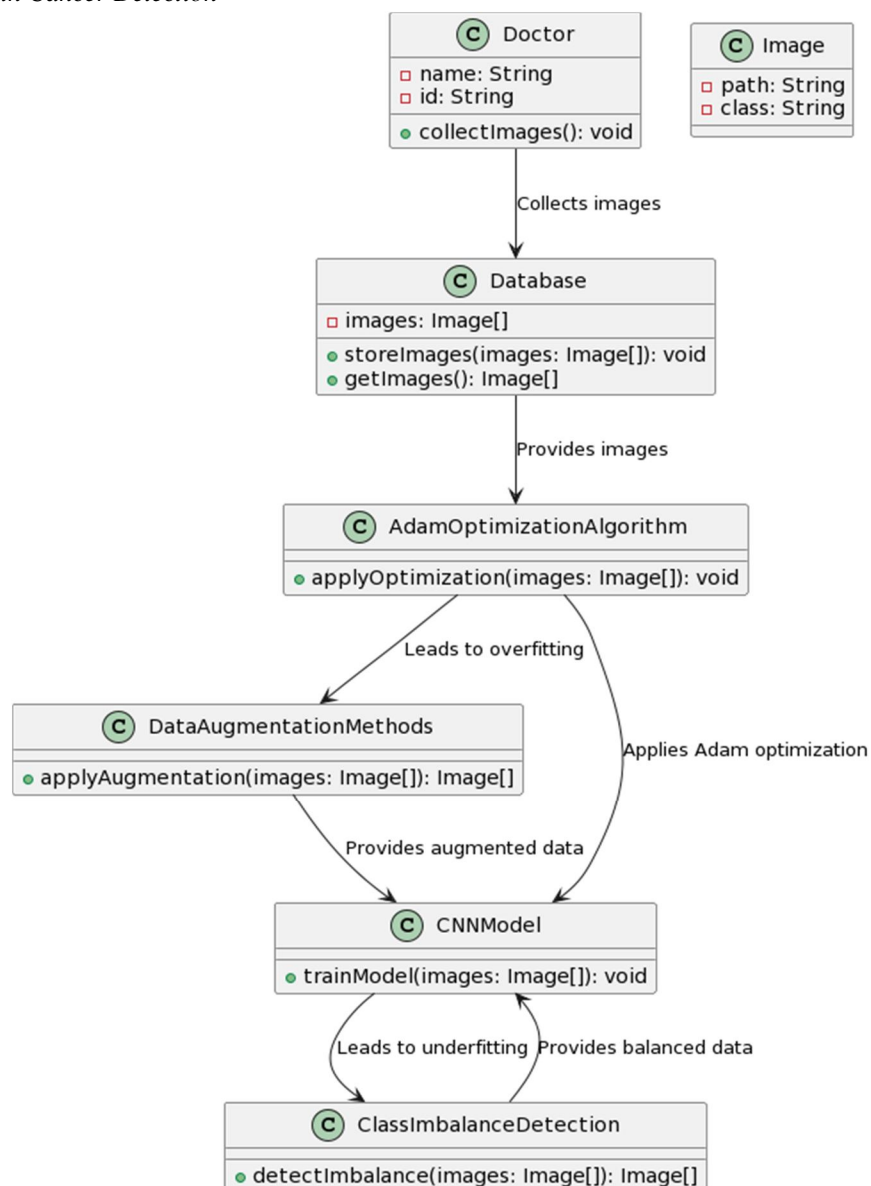 C Doctor
name: String
id: String
collectImages(): void
C Image
path: String
class: String
Collects images
C Database
images: Image[]
storeImages(images: Image[]): void
getImages(): Image[]
Provides images
C AdamOptimizationAlgorithm
applyOptimization(images: Image[]): void
Leads to overfitting
C DataAugmentationMethods
applyAugmentation(images: Image[]): Image[]
Applies Adam optimization
Provides augmented data
C CNNModel
trainModel(images: Image[]): void
Leads to underfitting
Provides balanced data
C ClassImbalanceDetection
detectImbalance(images: Image[]): Image[]